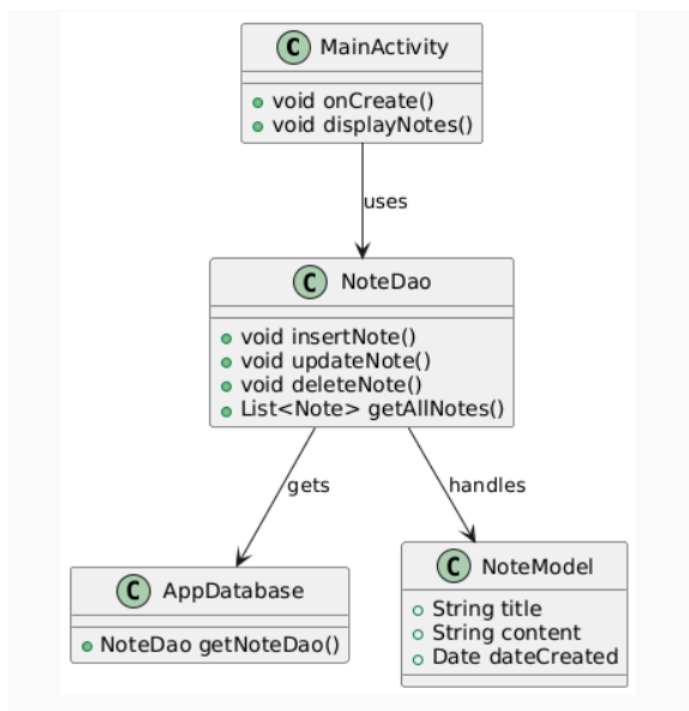 C MainActivity
void onCreate()
void displayNotes()
uses
C NoteDao
void insertNote()
void updateNote()
void deleteNote()
List<Note> getAllNotes()
gets
handles
C AppDatabase
NoteDao getNoteDao()
C NoteModel
String title
String content
Date dateCreated